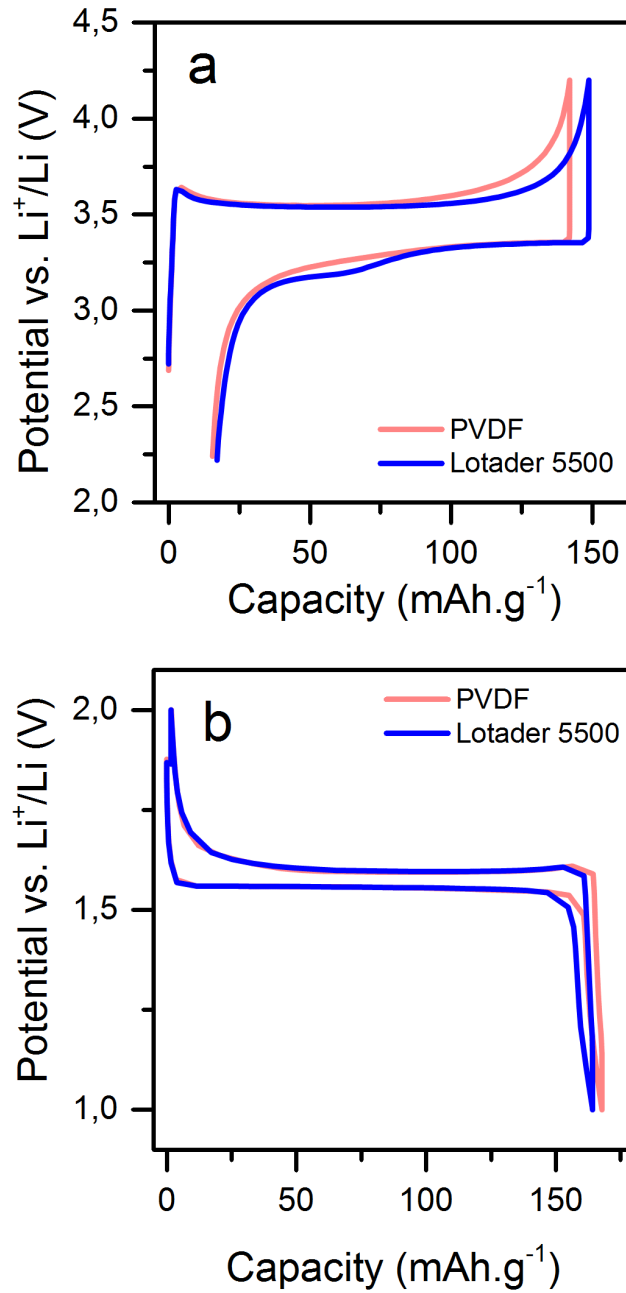 Potential vs. Li⁺/Li (V)
4,5
4,0
3,5
3,0
2,5
2,0
a
PVDF
Lotader 5500
0 50 100 150
Capacity (mAh.g⁻¹)
Potential vs. Li⁺/Li (V)
2,0
1,5
1,0
b
PVDF
Lotader 5500
0 50 100 150
Capacity (mAh.g⁻¹)